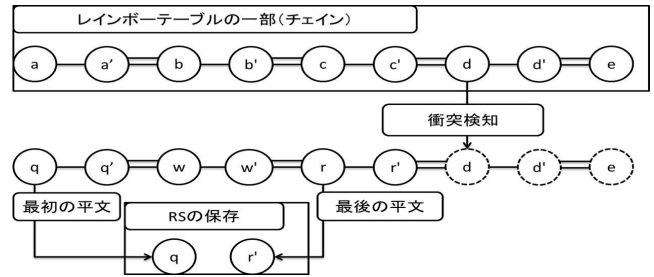 レインボーテーブルの一部(チェイン)
a a′ b b' c c' d d' e
衝突検知
q q′ w w' r r' d d' e
最初の平文 RSの保存 最後の平文
q r'